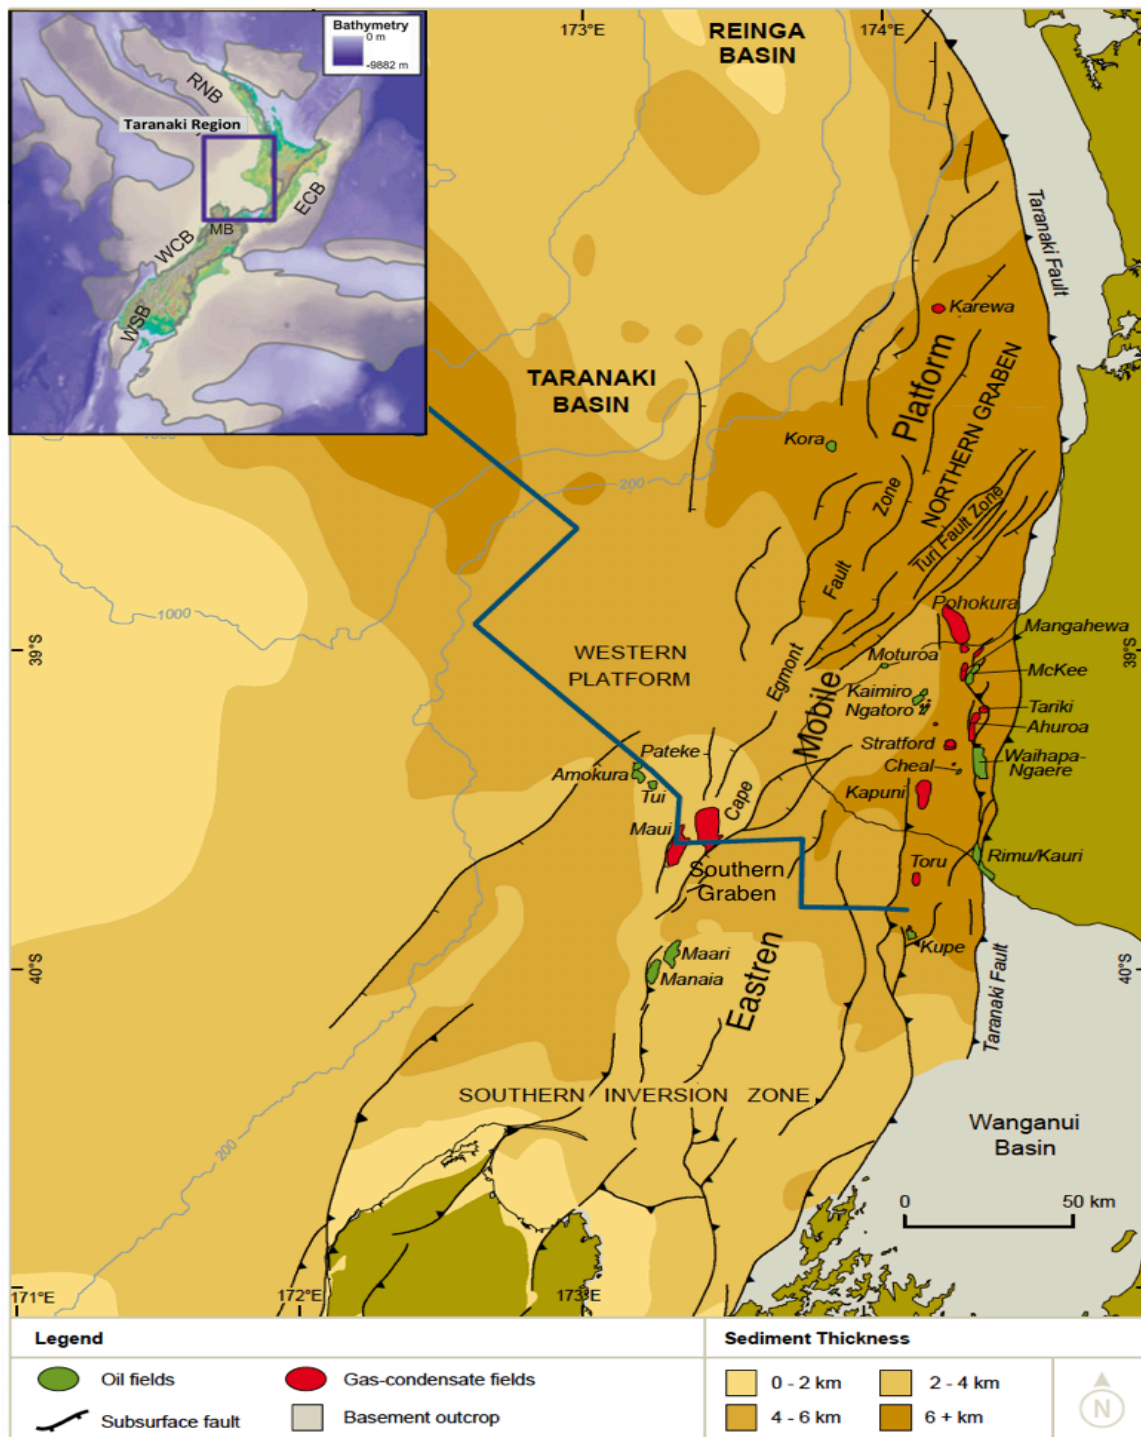 Bathymetry
0 m
-9882 m
RNB
Taranaki Region
ECB
MB
WCB
WSB
173°E
174°E
REINGA
BASIN
Taranaki Fault
Karewa
Platform
NORTHERN GRABEN
TARANAKI
BASIN
Kora
200
Zone
Turi Fault Zone
Fault
1000
Pohokura
Mangahewa
39°S
39°S
WESTERN
PLATFORM
Moturoa
McKee
Egmont
Kaimiro
Ngatoro
Mobile
Tariki
Ahuroa
Stratford
Pateke
Waihapa-
Ngaere
Amokura
Cheal
Tui
Kapuni
Cape
Maui
Southern
Graben
Toru
Rimu/Kauri
Kupe
Maari
Manaia
Eastren
40°S
40°S
Taranaki Fault
SOUTHERN INVERSION ZONE
200
Wanganui
Basin
0 50 km
171°E
172°E
173°E
Legend
Oil fields
Gas-condensate fields
Subsurface fault
Basement outcrop
Sediment Thickness
0 - 2 km
2 - 4 km
4 - 6 km
6 + km
N